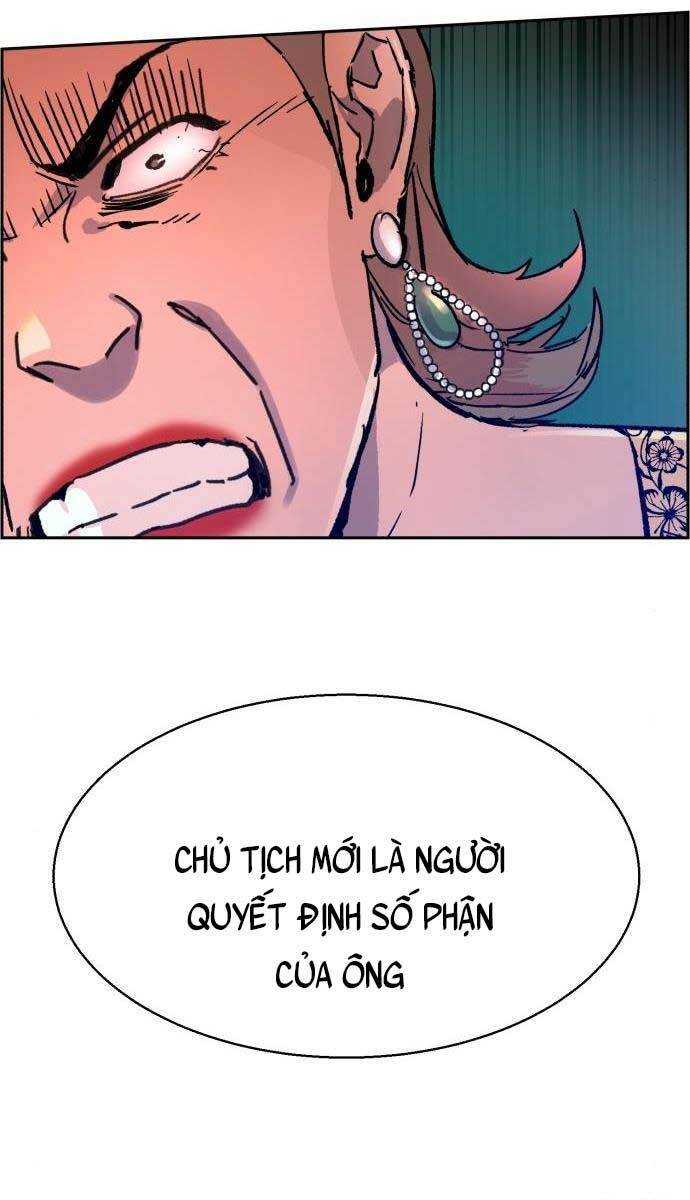 CHỦ TỊCH MỚI LÀ NGƯỜI
QUYẾT ĐỊNH SỐ PHẬN
CỦA ÔNG